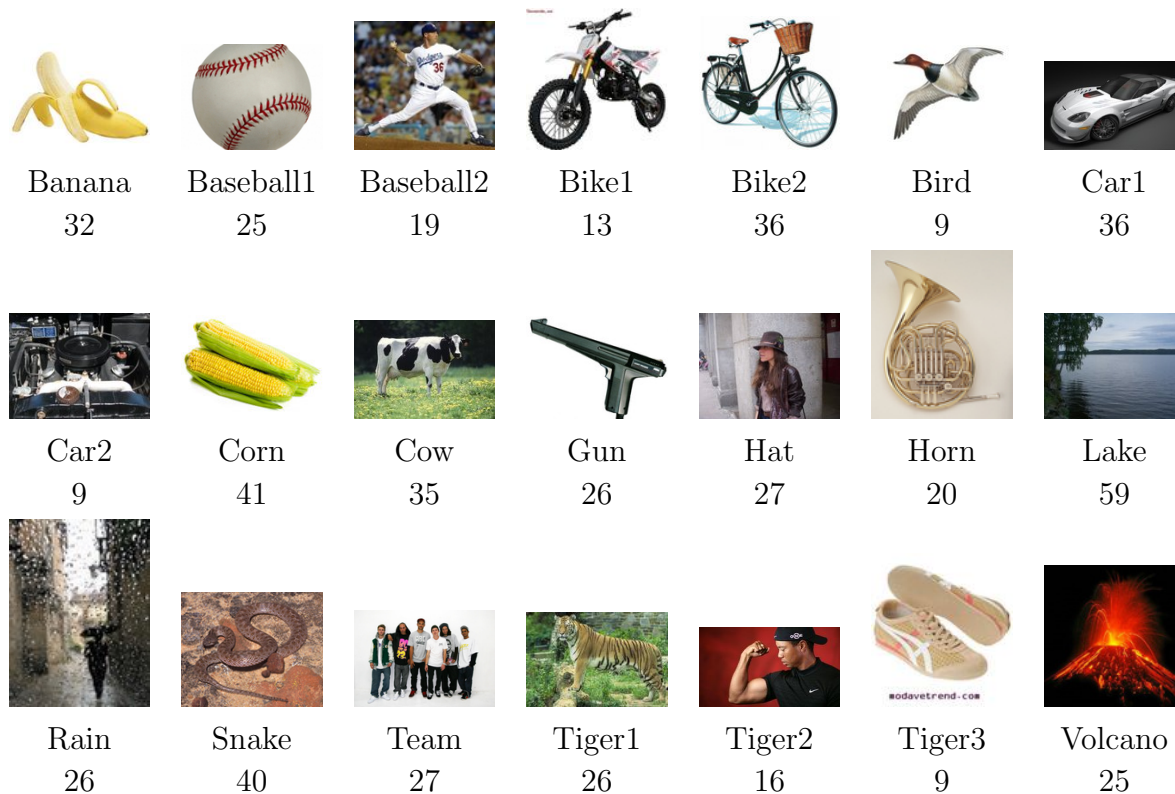 Dodgers
36
Banana Baseball1 Baseball2 Bike1 Bike2 Bird Car1
32 25 19 13 36 9 36
Car2 Corn Cow Gun Hat Horn Lake
9 41 35 26 27 20 59
modavetrend-com
Rain Snake Team Tiger1 Tiger2 Tiger3 Volcano
26 40 27 26 16 9 25